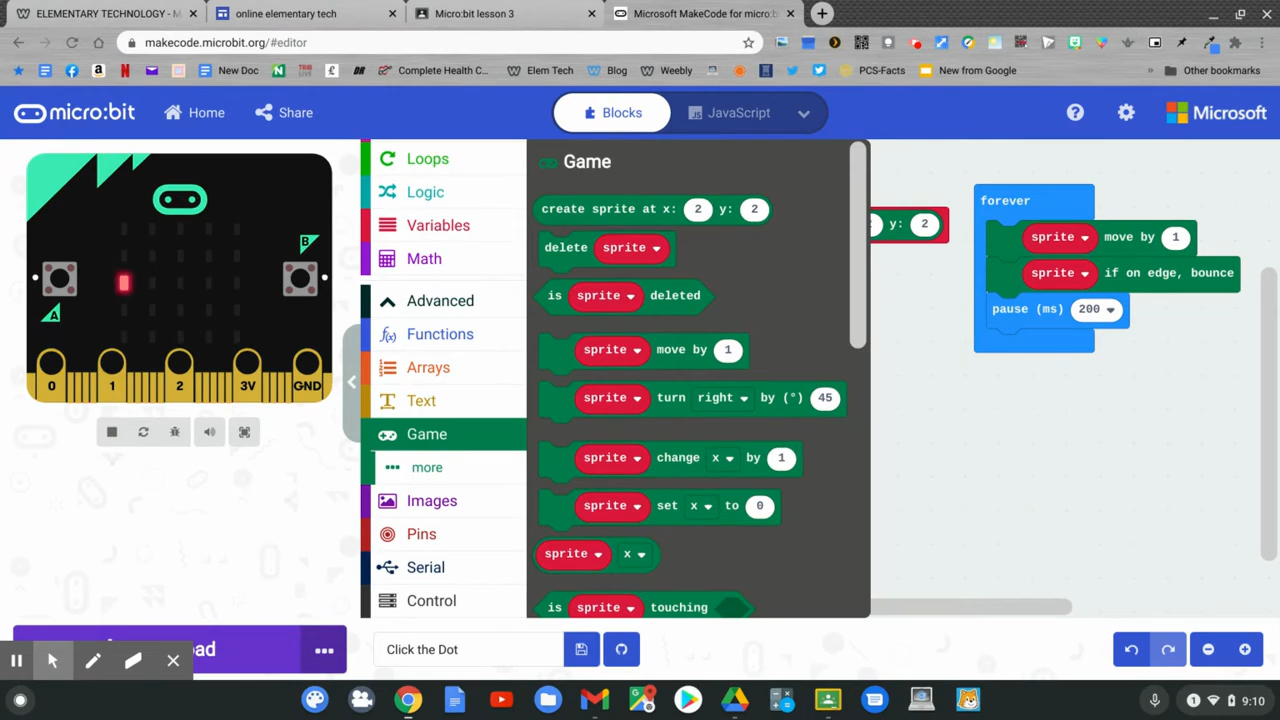 ELEMENTARY TECHNOLOGY - M
online elementary tech
Micro:bit lesson 3
Microsoft MakeCode for micro:b
makecode.microbit.org/#editor
New Doc
Complete Health C...
Elem Tech
Blog
Weebly
PCS-Facts
New from Google
Other bookmarks
micro:bit
Home
Share
Blocks
JavaScript
Microsoft
A
B
0
1
2
3V
GND
Loops
Logic
Variables
Math
Advanced
Functions
Arrays
Text
Game
more
Images
Pins
Serial
Control
Game
create sprite at x: 2 y: 2
delete sprite
is sprite deleted
sprite move by 1
sprite turn right by (°) 45
sprite change x by 1
sprite set x to 0
sprite x
is sprite touching
y: 2
forever
sprite move by 1
sprite if on edge, bounce
pause (ms) 200
Click the Dot
1
9:10